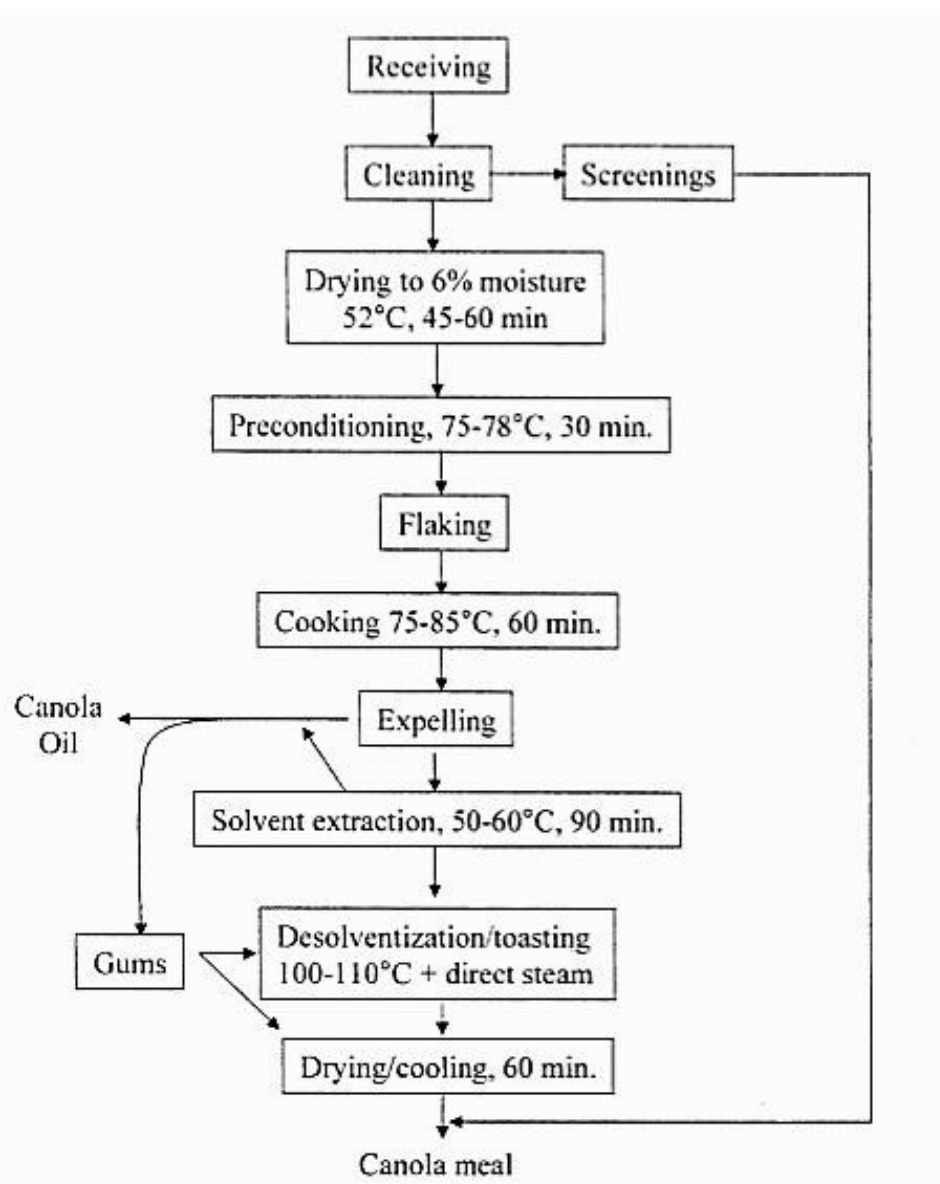 Receiving
Cleaning
Screenings
Drying to 6% moisture
52°C, 45-60 min
Preconditioning, 75-78°C, 30 min.
Flaking
Cooking 75-85°C, 60 min.
Canola
Oil
Expelling
Solvent extraction, 50-60°C, 90 min.
Gums
Desolventization/toasting
100-110°C + direct steam
Drying/cooling, 60 min.
Canola meal